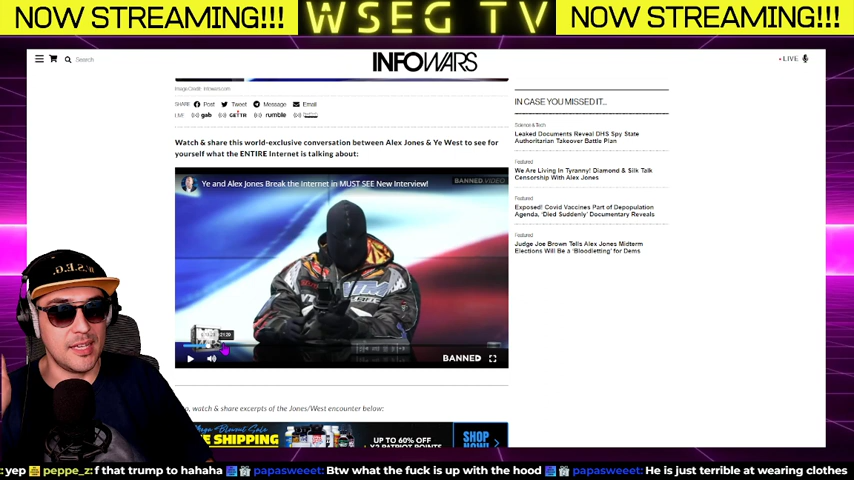 NOW STREAMING!!! WSEG TV NOW STREAMING!!!
Search
INFOWARS
LIVE
Image Credit: infowars.com
SHARE: Post Tweet Message Email
LIVE: gab GETTR rumble
Watch & share this world-exclusive conversation between Alex Jones & Ye West to see for
yourself what the ENTIRE Internet is talking about:
Ye and Alex Jones Break the Internet in MUST SEE New Interview!
BANNED.VIDEO
BANNED
watch & share excerpts of the Jones/West encounter below:
SHIPPING
UP TO 60% OFF
SHOP
NOW
IN CASE YOU MISSED IT...
Science & Tech
Leaked Documents Reveal DHS Spy State
Authoritarian Takeover Battle Plan
Featured
We Are Living In Tyranny! Diamond & Silk Talk
Censorship With Alex Jones
Featured
Exposed! Covid Vaccines Part of Depopulation
Agenda, 'Died Suddenly' Documentary Reveals
Featured
Judge Joe Brown Tells Alex Jones Midterm
Elections Will Be a 'Bloodletting' for Dems
W.S.E.G.
: yep peppe_z: f that trump to hahaha papasweeet: Btw what the fuck is up with the hood papasweeet: He is just terrible at wearing clothes